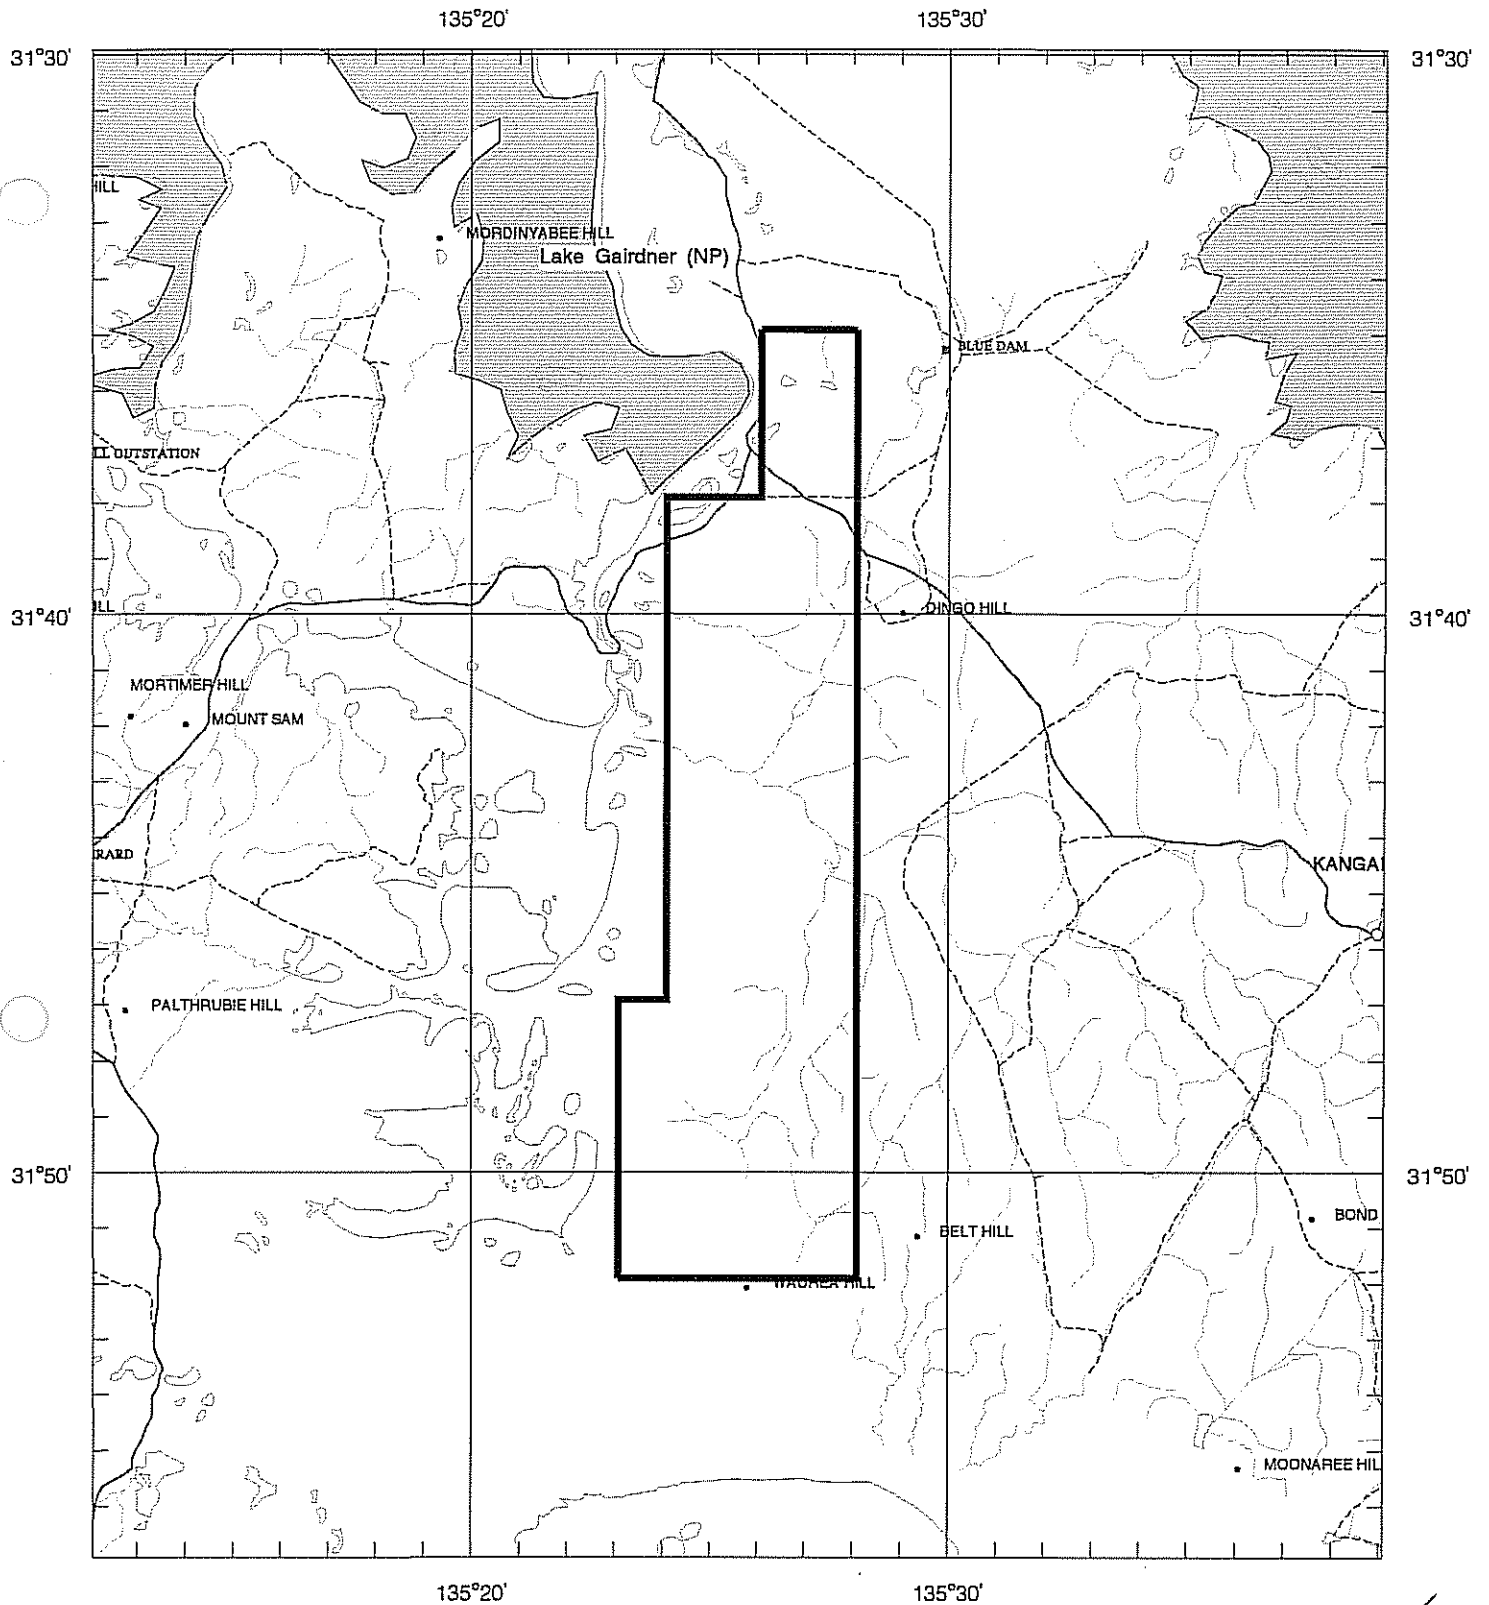 135°20'
135°30'
31°30'
31°30'
HILL
MORDINYABEE HILL
Lake Gairdner (NP)
BLUE DAM
LL OUTSTATION
ILL
DINGO HILL
31°40'
31°40'
MORTIMER HILL
MOUNT SAM
RARD
KANGA
PALTHRUBIE HILL
31°50'
31°50'
BOND
BELT HILL
WAUREA HILL
MOONAREE HIL
135°20'
135°30'